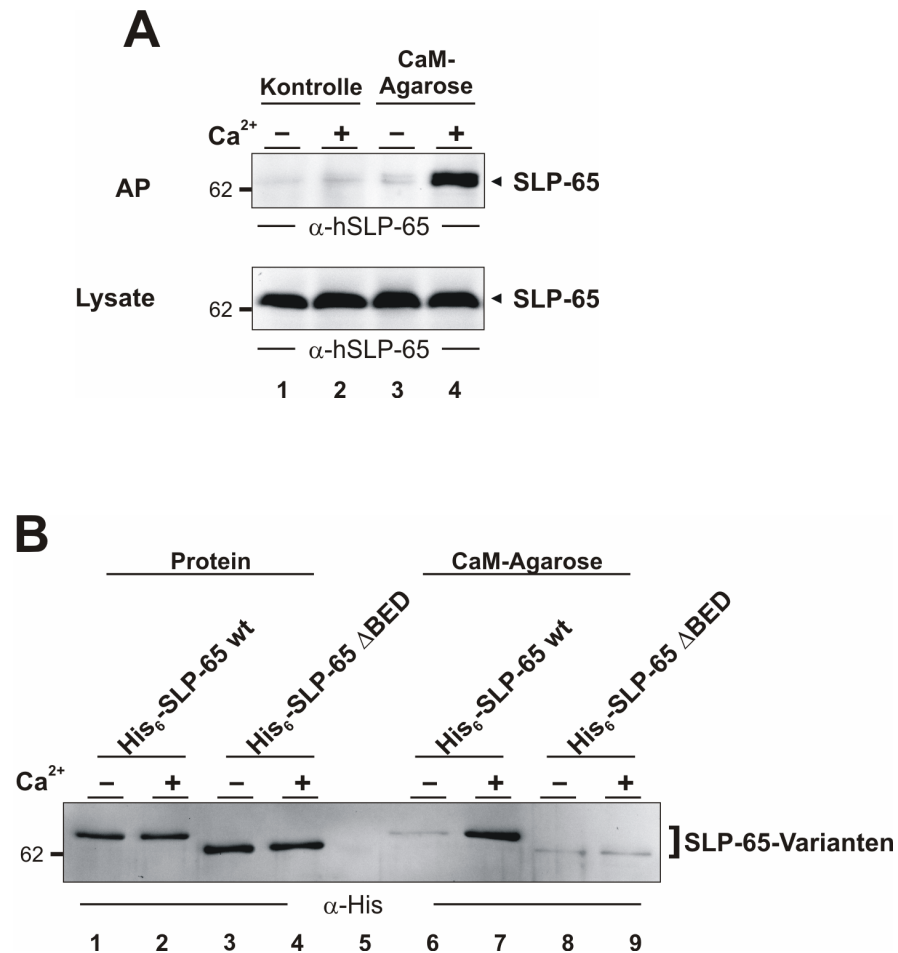 A
Kontrolle
CaM-
Agarose
Ca2+ – + – +
AP 62 ◄ SLP-65
α-hSLP-65
Lysate 62 ◄ SLP-65
α-hSLP-65
1 2 3 4
B
Protein CaM-Agarose
His6-SLP-65 wt His6-SLP-65 ΔBED His6-SLP-65 wt His6-SLP-65 ΔBED
Ca2+ – + – + – + – +
62 ] SLP-65-Varianten
α-His
1 2 3 4 5 6 7 8 9